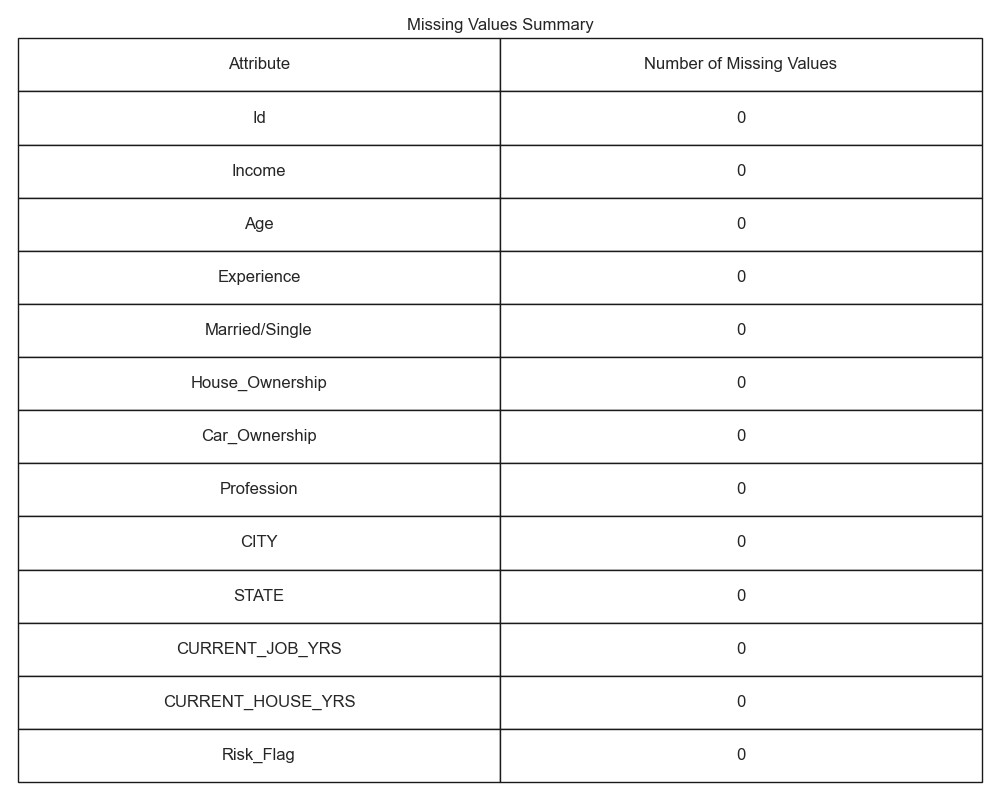 Missing Values Summary
Attribute Number of Missing Values
Id 0
Income 0
Age 0
Experience 0
Married/Single 0
House_Ownership 0
Car_Ownership 0
Profession 0
CITY 0
STATE 0
CURRENT_JOB_YRS 0
CURRENT_HOUSE_YRS 0
Risk_Flag 0